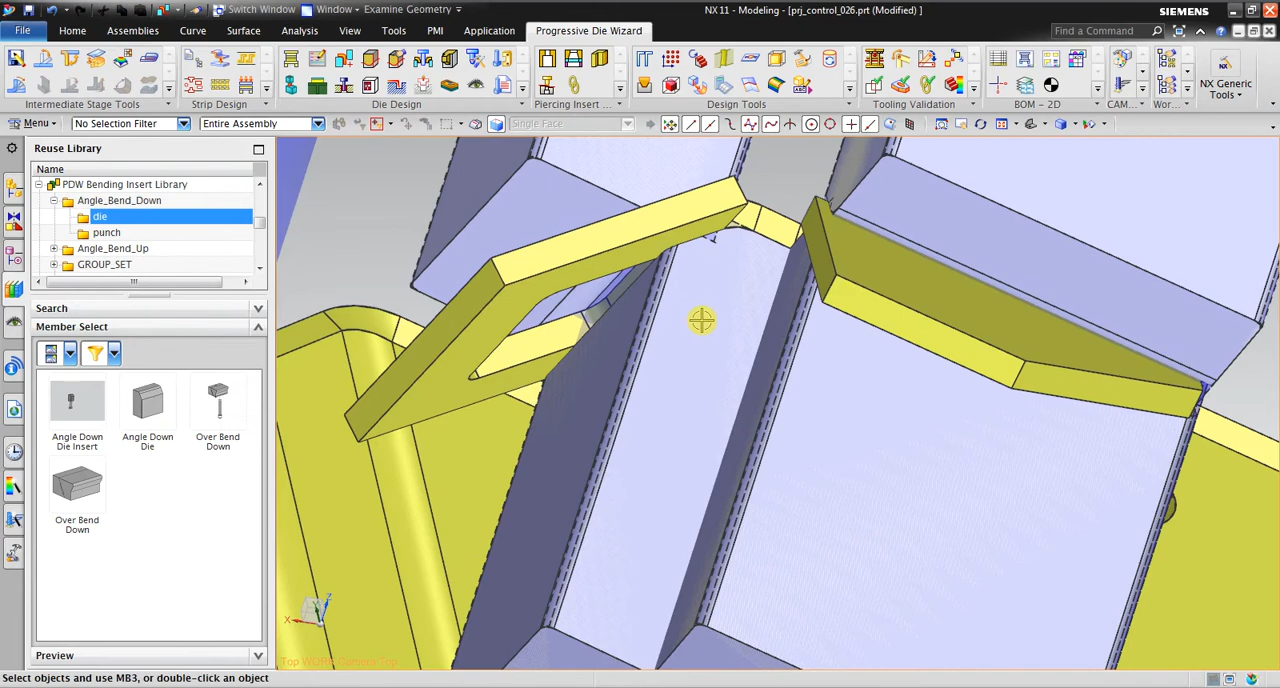 Switch Window
Window
Examine Geometry
NX 11 - Modeling - [prj_control_026.prt (Modified) ]
SIEMENS
File
Home
Assemblies
Curve
Surface
Analysis
View
Tools
PMI
Application
Progressive Die Wizard
Find a Command
Intermediate Stage Tools
Strip Design
Die Design
Piercing Insert ...
Design Tools
Tooling Validation
BOM - 2D
CAM...
Wor...
NX Generic
Tools
Menu
No Selection Filter
Entire Assembly
Single Face
Reuse Library
Name
PDW Bending Insert Library
Angle_Bend_Down
die
punch
Angle_Bend_Up
GROUP_SET
Search
Member Select
Angle Down
Die Insert
Angle Down
Die
Over Bend
Down
Over Bend
Down
Preview
X
Z
Select objects and use MB3, or double-click an object